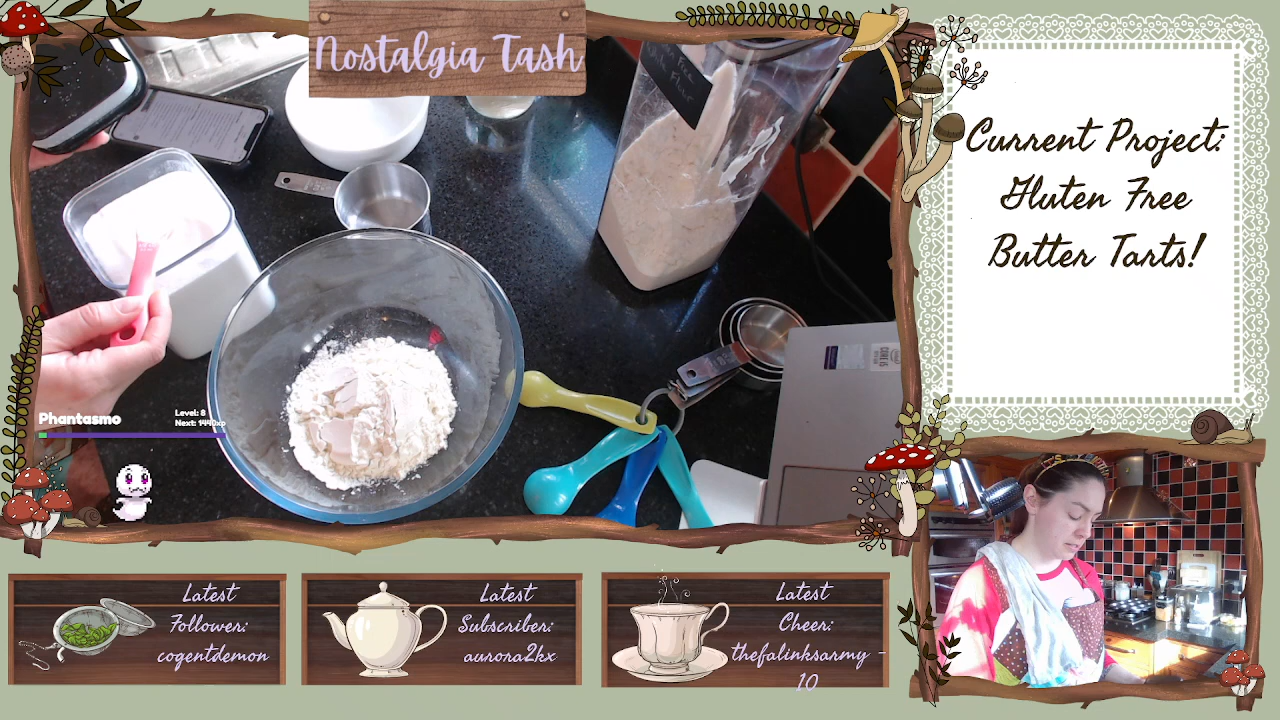 Nostalgia Tash
Current Project:
Gluten Free
Butter Tarts!
Phantasmo
Level: 8
Latest
Follower:
cogentdemon
Latest
Subscriber:
aurora2kx
Latest
Cheer:
thefalinksarmy -
10